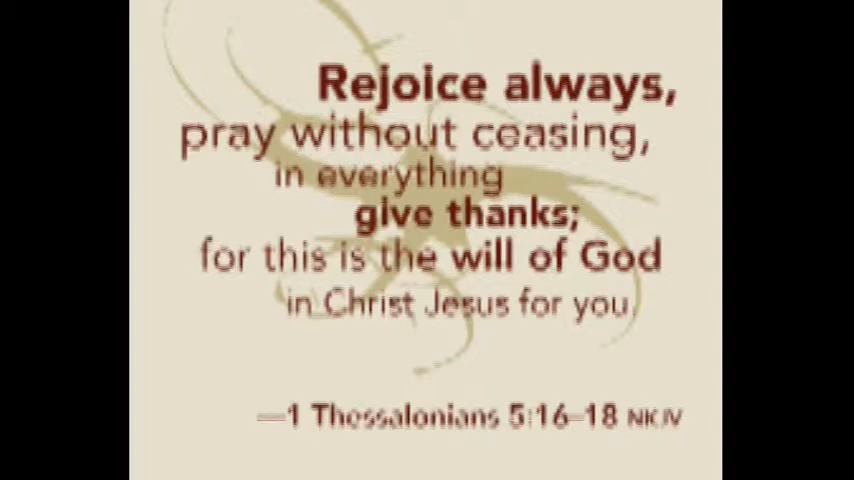 Rejoice always,
pray without ceasing,
in everything
give thanks;
for this is the will of God
in Christ Jesus for you.
—1 Thessalonians 5:16–18 NKJV